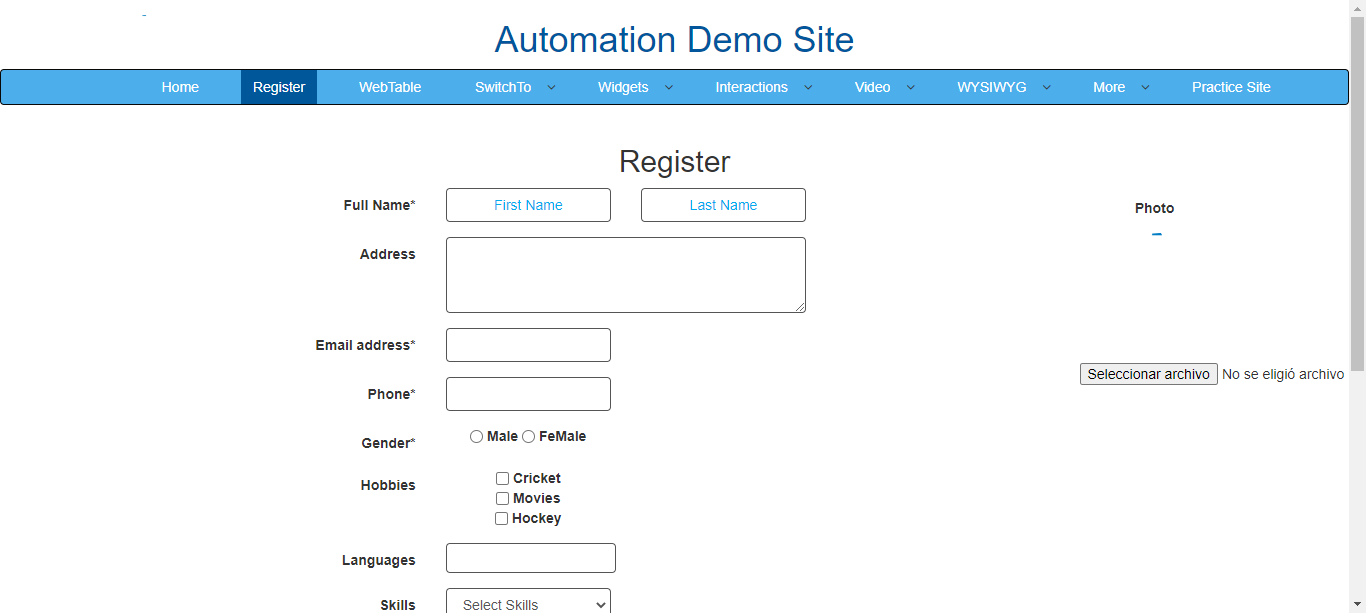 Automation Demo Site
Home Register WebTable SwitchTo Widgets Interactions Video WYSIWYG More Practice Site
Register
Full Name* First Name Last Name
Photo
Address
Email address*
Seleccionar archivo No se eligió archivo
Phone*
Gender* Male FeMale
Hobbies Cricket
Movies
Hockey
Languages
Skills Select Skills